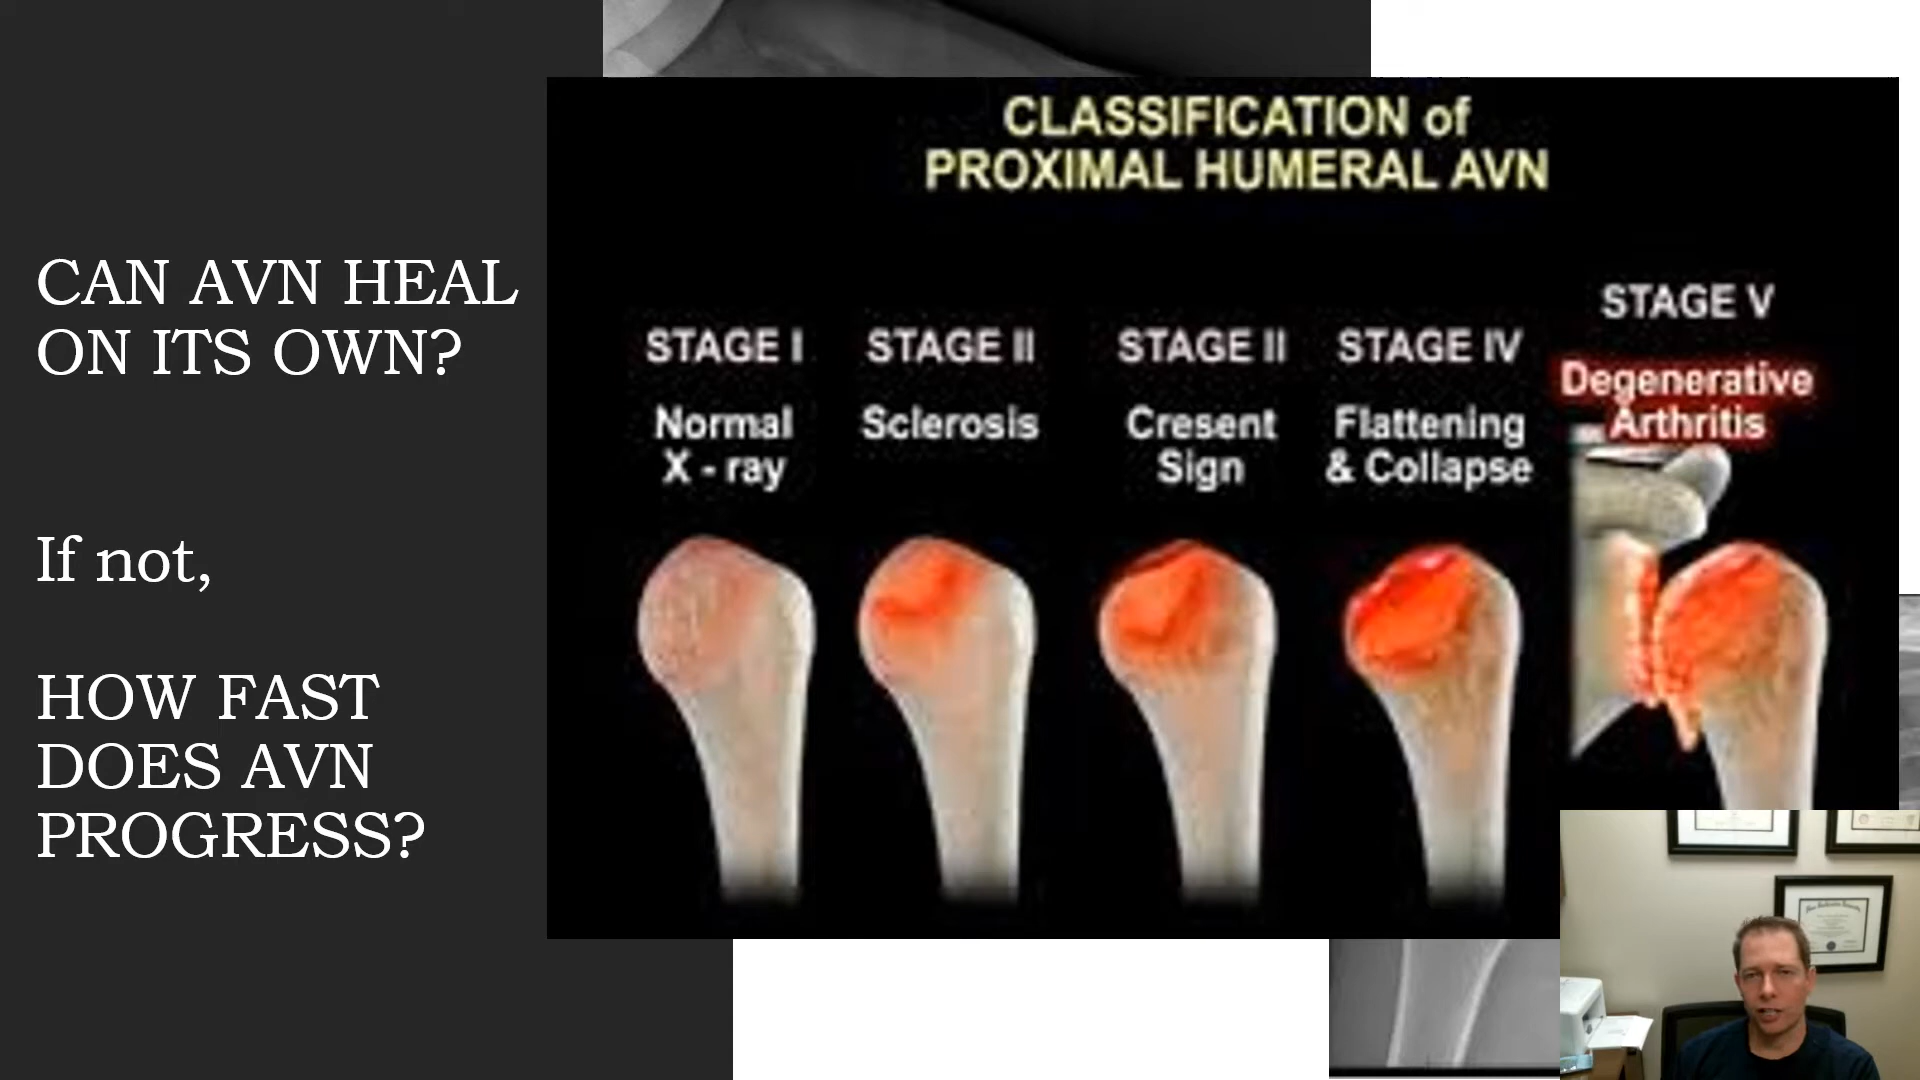 CAN AVN HEAL
ON ITS OWN?
If not,
HOW FAST
DOES AVN
PROGRESS?
CLASSIFICATION of
PROXIMAL HUMERAL AVN
STAGE I
Normal
X - ray
STAGE II
Sclerosis
STAGE II
Cresent
Sign
STAGE IV
Flattening
& Collapse
STAGE V
Degenerative
Arthritis